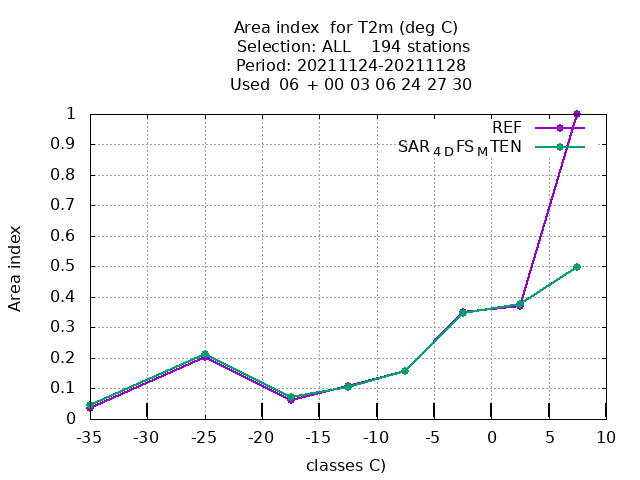 Area index  for T2m (deg C)
Selection: ALL    194 stations
Period: 20211124-20211128
Used  06  + 00 03 06 24 27 30
REF
SAR4DFSMTEN
1
0.9
0.8
0.7
0.6
0.5
0.4
0.3
0.2
0.1
0
Area index
-35 -30 -25 -20 -15 -10 -5 0 5 10
classes C)